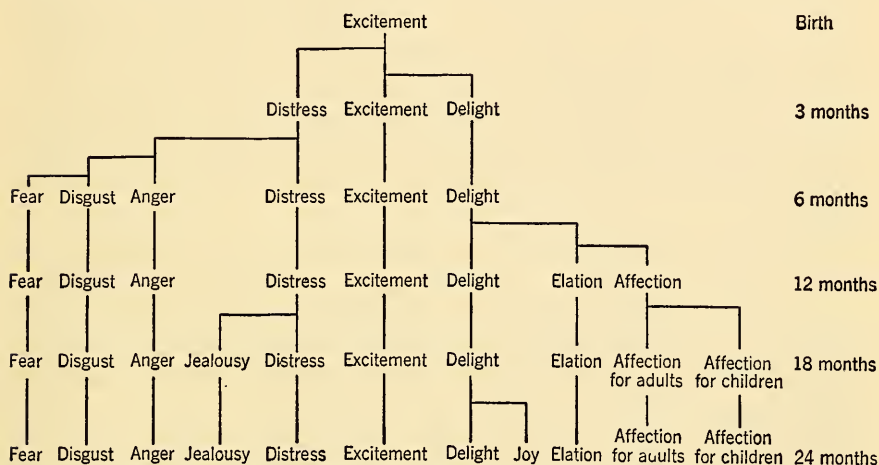 Excitement Birth
Distress Excitement Delight 3 months
Fear Disgust Anger Distress Excitement Delight 6 months
Fear Disgust Anger Distress Excitement Delight Elation Affection 12 months
Fear Disgust Anger Jealousy Distress Excitement Delight Elation Affection for adults Affection for children 18 months
Fear Disgust Anger Jealousy Distress Excitement Delight Joy Elation Affection for adults Affection for children 24 months